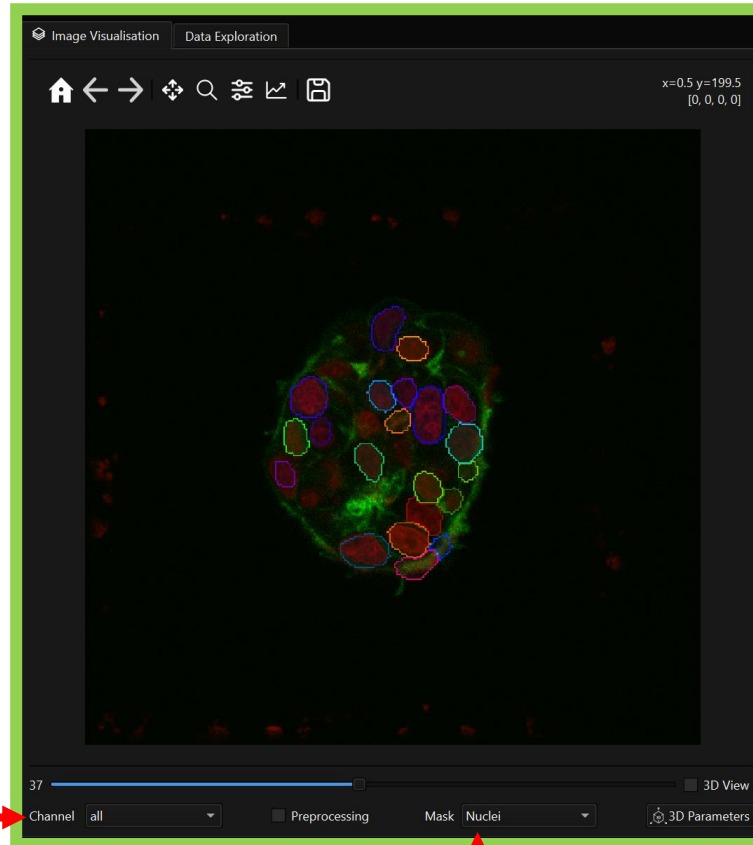 Image Visualisation
Data Exploration
x=0.5 y=199.5
[0, 0, 0, 0]
37
3D View
Channel all Preprocessing Mask Nuclei 3D Parameters